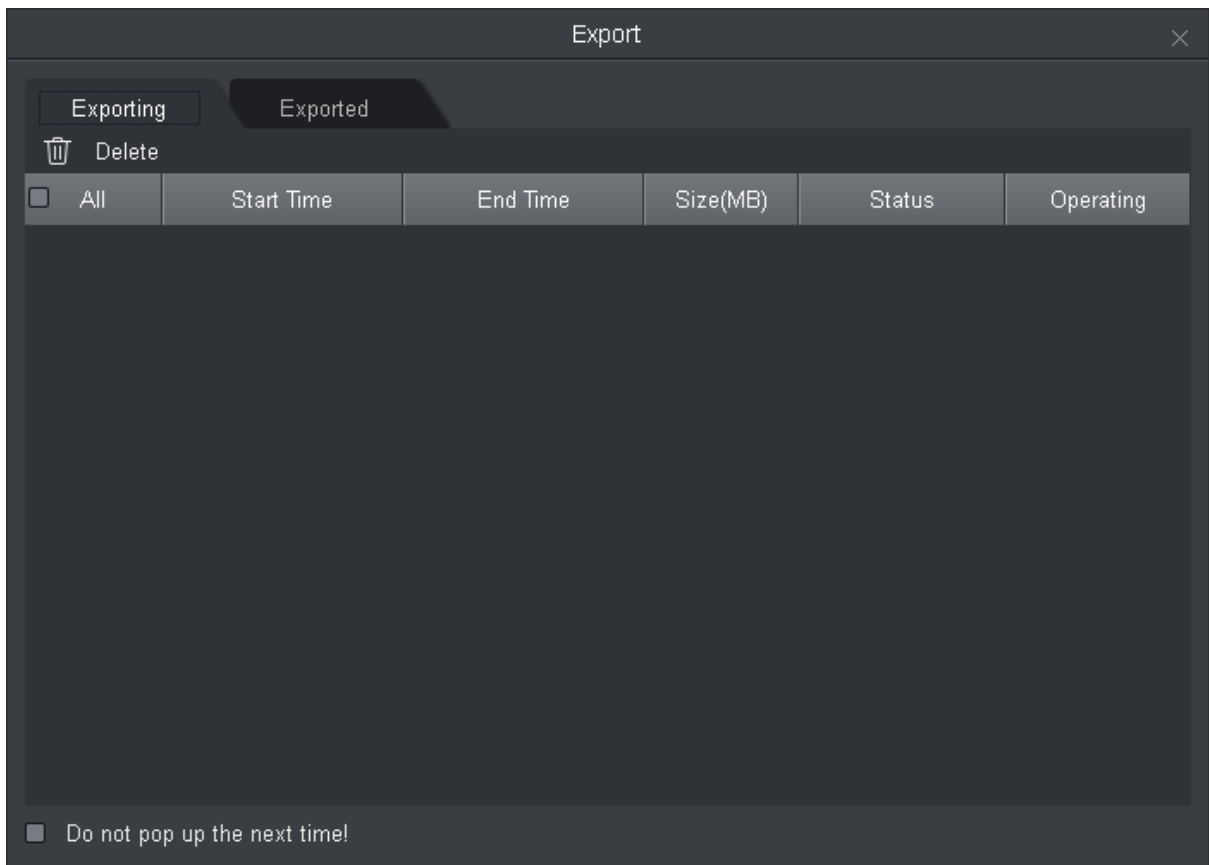 Export
Exporting Exported
Delete
All Start Time End Time Size(MB) Status Operating
Do not pop up the next time!